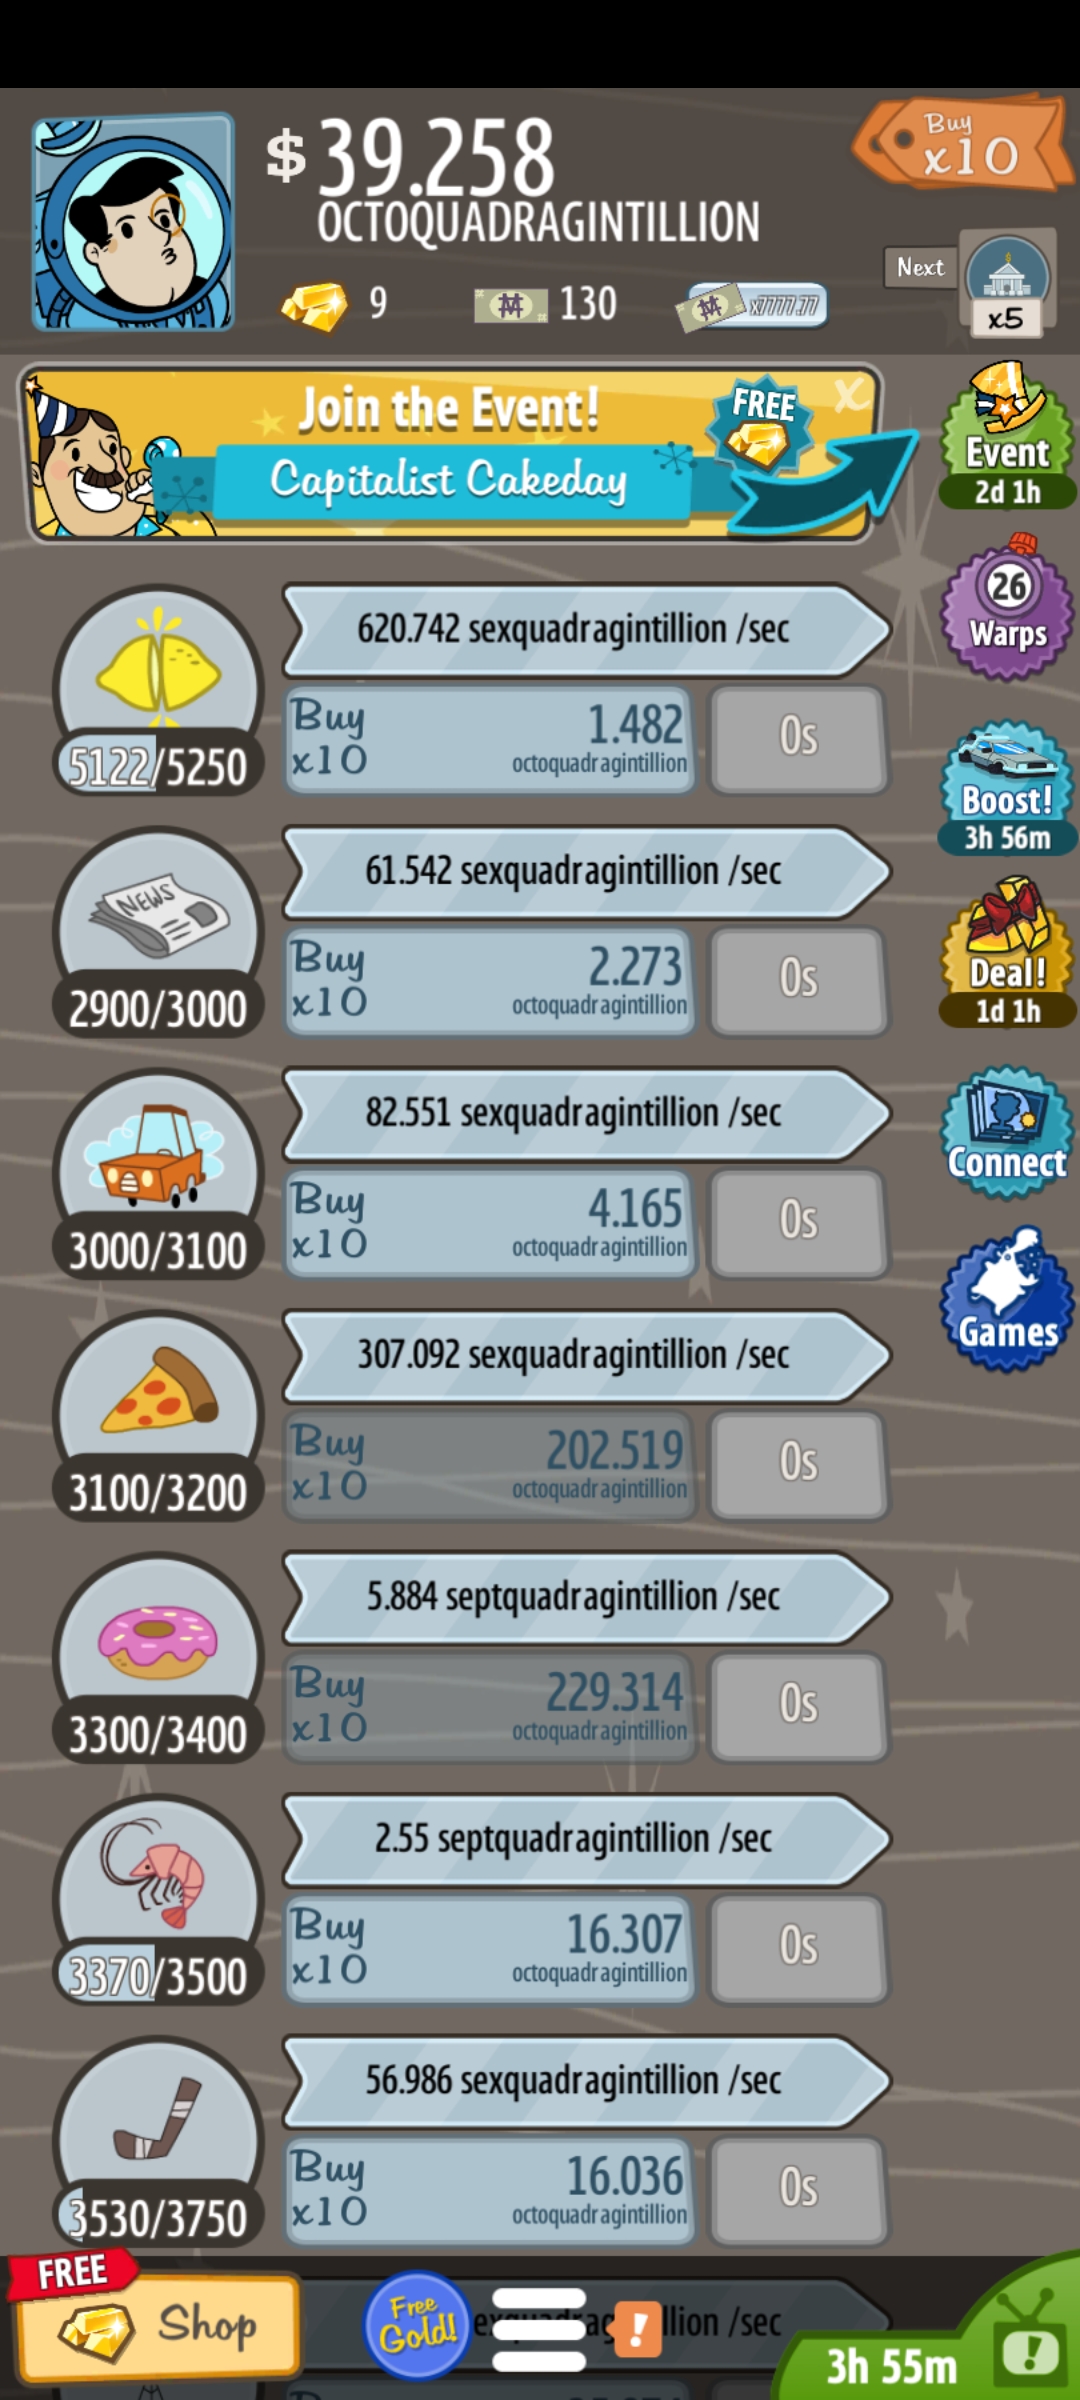 $ 39.258
OCTOQUADRAGINTILLION
Buy
x10
9
130
x7777.77
Next
x5
Join the Event!
Capitalist Cakeday
FREE
x
Event
2d 1h
26
Warps
620.742 sexquadragintillion /sec
Buy
x10
1.482
octoquadragintillion
0s
5122/5250
Boost!
3h 56m
NEWS
61.542 sexquadragintillion /sec
Buy
x10
2.273
octoquadragintillion
0s
2900/3000
Deal!
1d 1h
82.551 sexquadragintillion /sec
Buy
x10
4.165
octoquadragintillion
0s
3000/3100
Connect
Games
307.092 sexquadragintillion /sec
Buy
x10
202.519
octoquadragintillion
0s
3100/3200
5.884 septquadragintillion /sec
Buy
x10
229.314
octoquadragintillion
0s
3300/3400
2.55 septquadragintillion /sec
Buy
x10
16.307
octoquadragintillion
0s
3370/3500
56.986 sexquadragintillion /sec
Buy
x10
16.036
octoquadragintillion
0s
3530/3750
FREE
Shop
Free
Gold!
!
/sec
3h 55m
!